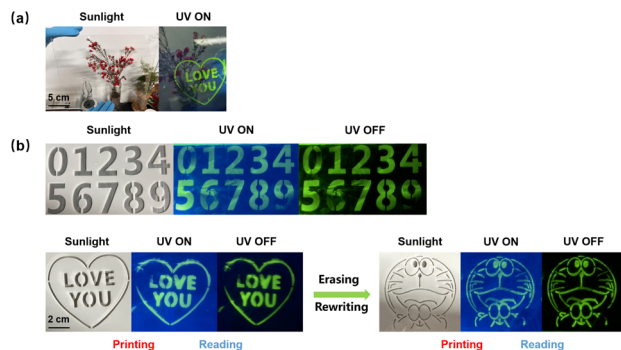 (a)
Sunlight UV ON
5 cm
LOVE
YOU
(b)
Sunlight UV ON UV OFF
01234 01234 01234
56789 56789 56789
Sunlight UV ON UV OFF
LOVE LOVE LOVE
YOU YOU YOU
2 cm
Printing Reading
Erasing
Rewriting
Sunlight UV ON UV OFF
Printing Reading